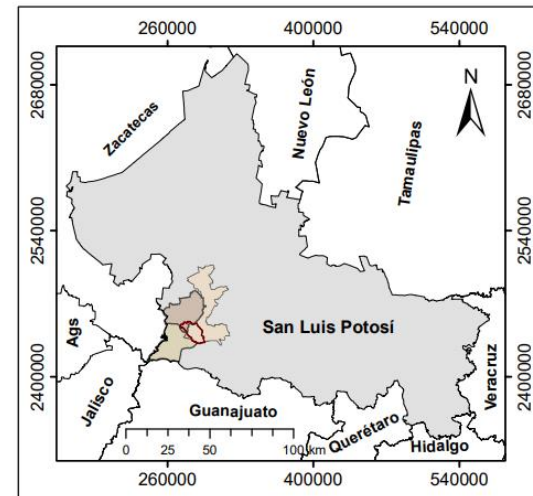 260000 400000 540000
2680000
2680000
N
Zacatecas
Nuevo León
Tamaulipas
2540000
2540000
San Luis Potosí
Ags
Veracruz
2400000
2400000
Jalisco
Guanajuato
Querétaro
Hidalgo
0 25 50 100 km
260000 400000 540000